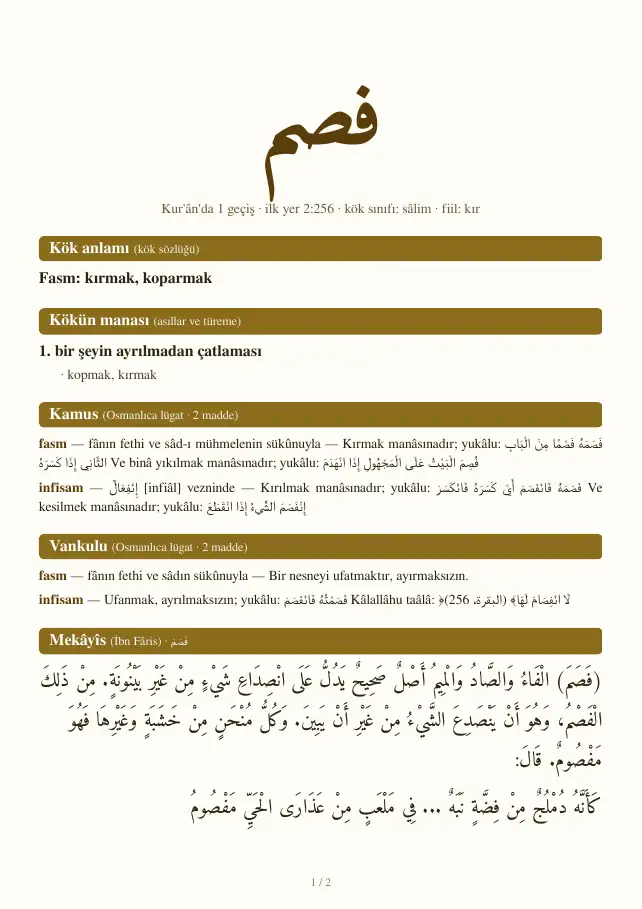 فصم
Kur'ân'da 1 geçiş · ilk yer 2:256 · kök sınıfı: sâlim · fiil: kır
Kök anlamı (kök sözlüğü)
Fasm: kırmak, koparmak
Kökün manası (asıllar ve türeme)
1. bir şeyin ayrılmadan çatlaması
· kopmak, kırmak
Kamus (Osmanlıca lügat · 2 madde)
fasm — fânın fethi ve sâd-ı mühmelenin sükûnuyla — Kırmak manâsınadır; yukâlu: فَصَمَهُ فَصْمًا مِنَ الْبَابِ
الثَّانِي إِذَا كَسَرَهُ Ve binâ yıkılmak manâsınadır; yukâlu: فُصِمَ الْبَيْتُ عَلَى الْمَجْهُولِ إِذَا انْهَدَمَ
infisam — إِنْفِعَالٌ [infiâl] vezninde — Kırılmak manâsınadır; yukâlu: فَصَمَهُ فَانْفَصَمَ أَيْ كَسَرَهُ فَانْكَسَرَ Ve
kesilmek manâsınadır; yukâlu: إِنْفَصَمَ الشَّيْءُ إِذَا انْقَطَعَ
Vankulu (Osmanlıca lügat · 2 madde)
fasm — fânın fethi ve sâdın sükûnuyla — Bir nesneyi ufatmaktır, ayırmaksızın.
infisam — Ufanmak, ayrılmaksızın; yukâlu: فَصَمْتُهُ فَانْفَصَمَ Kâlallâhu taâlâ: ﴿لَا انْفِصَامَ لَهَا﴾ (البقرة، 256)
Mekâyîs (İbn Fâris) · فَصَمَ
(فَصَمَ) الْفَاءُ وَالصَّادُ وَالْمِيمُ أَصْلٌ صَحِيحٌ يَدُلُّ عَلَى انْصِدَاعِ شَيْءٍ مِنْ غَيْرِ بَيْنُونَةٍ. مِنْ ذَلِكَ
الْفَصْمُ، وَهُوَ أَنْ يَنْصَدِعَ الشَّيْءُ مِنْ غَيْرِ أَنْ يَبِينَ. وَكُلُّ مُنْحَنٍ مِنْ خَشَبَةٍ وَغَيْرِهَا فَهُوَ
مَفْصُومٌ. قَالَ:
كَأَنَّهُ دُمْلُجٌ مِنْ فِضَّةٍ نَبَهٌ ... فِي مَلْعَبٍ مِنْ عَذَارَى الْحَيِّ مَفْصُومُ
1 / 2